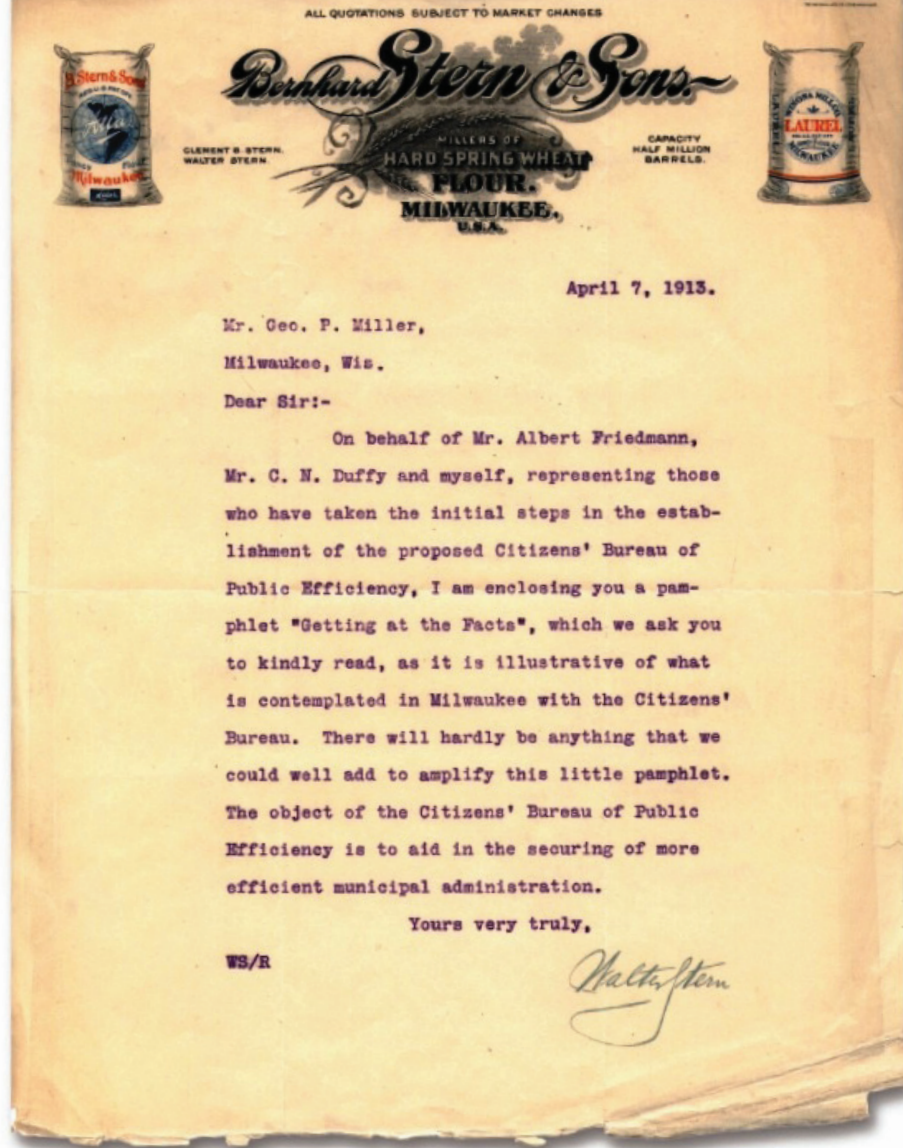 ALL QUOTATIONS SUBJECT TO MARKET CHANGES
Bernhard Stern & Sons.
B. Stern & Sons
Atlas
Fancy Flour
Milwaukee
CLEMENT B. STERN.
WALTER STERN.
MILLERS OF
HARD SPRING WHEAT
FLOUR.
MILWAUKEE,
U.S.A.
CAPACITY
HALF MILLION
BARRELS.
LAUREL
MILWAUKEE
April 7, 1913.
Mr. Geo. P. Miller,
Milwaukee, Wis.
Dear Sir:-
On behalf of Mr. Albert Friedmann,
Mr. C. N. Duffy and myself, representing those
who have taken the initial steps in the estab-
lishment of the proposed Citizens' Bureau of
Public Efficiency, I am enclosing you a pam-
phlet "Getting at the Facts", which we ask you
to kindly read, as it is illustrative of what
is contemplated in Milwaukee with the Citizens'
Bureau. There will hardly be anything that we
could well add to amplify this little pamphlet.
The object of the Citizens' Bureau of Public
Efficiency is to aid in the securing of more
efficient municipal administration.
Yours very truly,
WS/R
Walter Stern